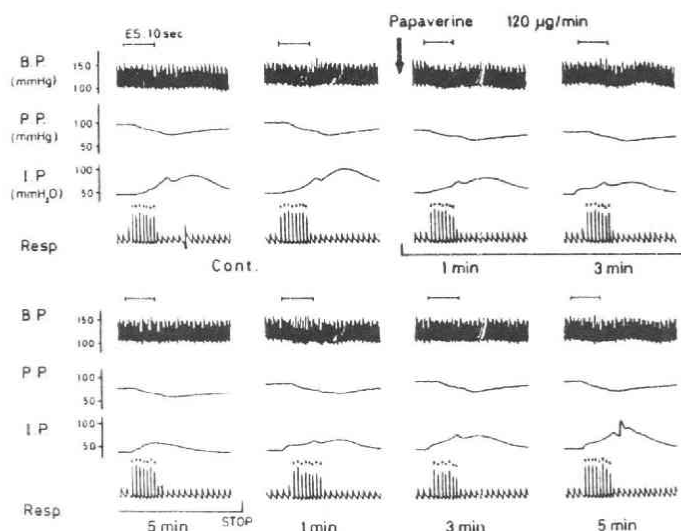 Papaverine 120 µg/min
E.S. 10 sec
B.P. 150
(mmHg) 100
P.P. 100
(mmHg) 50
I.P 100
(mmH₂O) 50
Resp
Cont. 1 min 3 min
B P 150
100
P P 100
50
I.P 100
50
Resp
5 min STOP 1 min 3 min 5 min